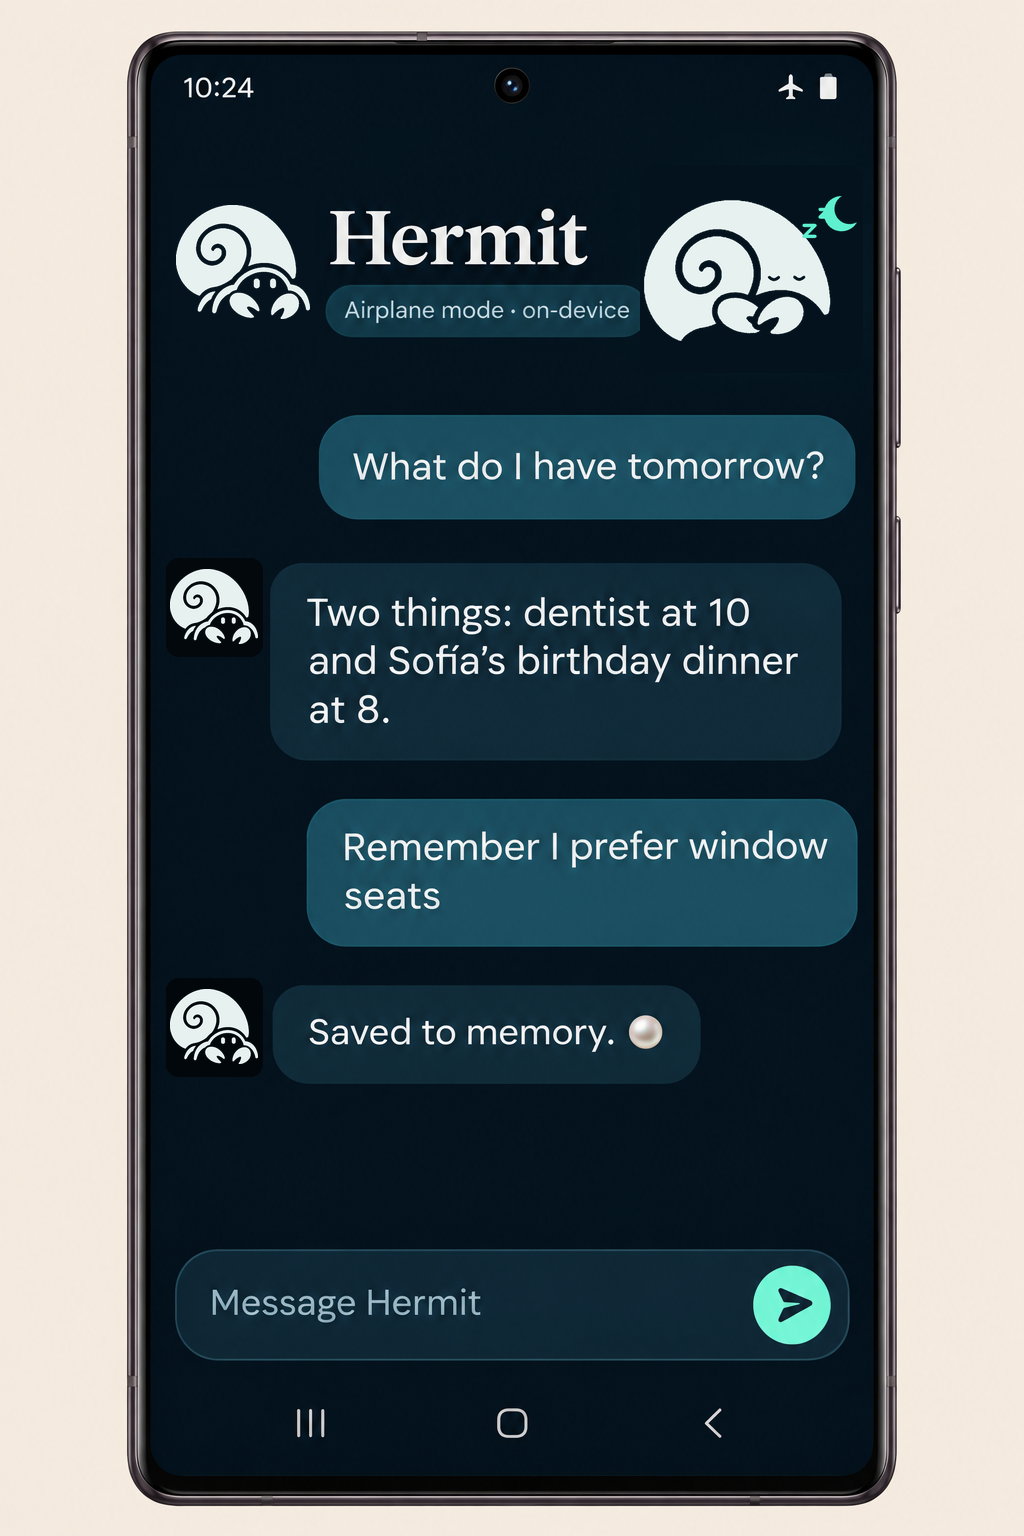 10:24
Hermit
Airplane mode · on-device
z
z
What do I have tomorrow?
Two things: dentist at 10
and Sofía’s birthday dinner
at 8.
Remember I prefer window
seats
Saved to memory.
Message Hermit